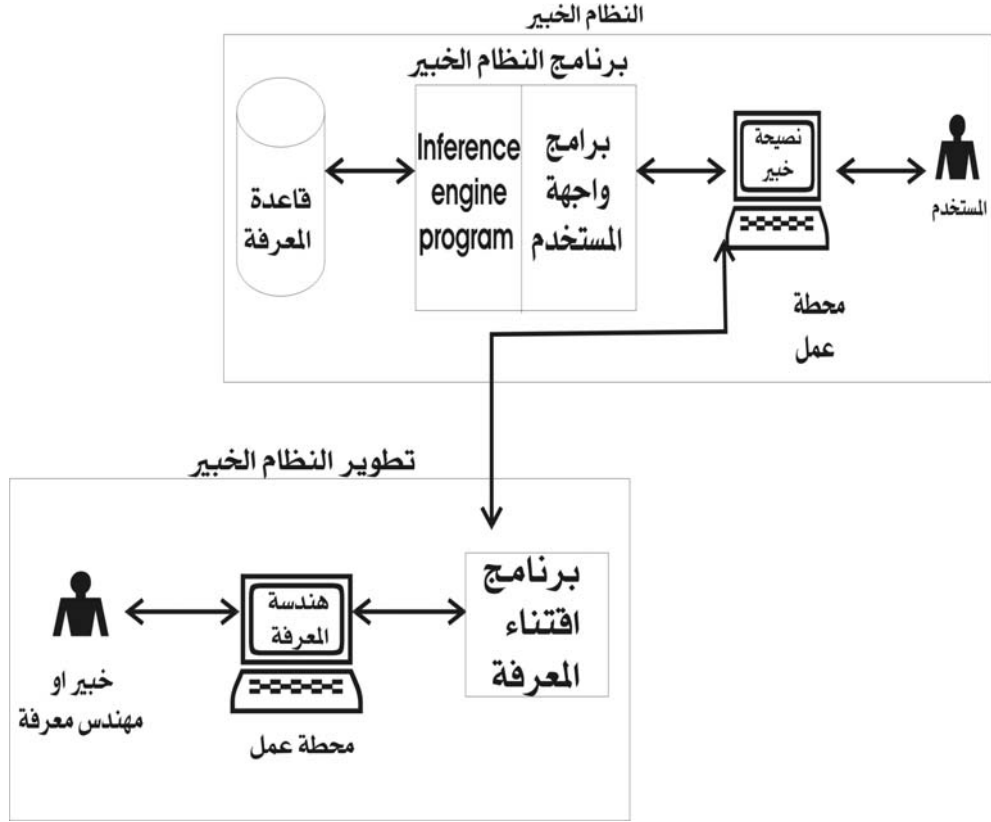 النظام الخبير
برنامج النظام الخبير
قاعدة
المعرفة
Inference
engine
program
برامج
واجهة
المستخدم
نصيحة
خبير
المستخدم
محطة
عمل
تطوير النظام الخبير
خبير او
مهندس معرفة
هندسة
المعرفة
محطة عمل
برنامج
اقتناء
المعرفة